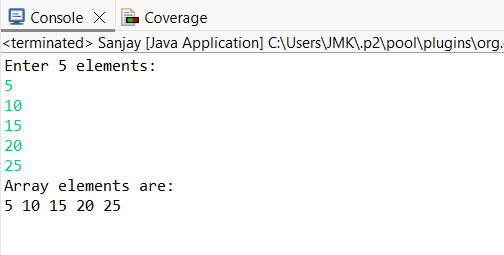 Console Coverage
<terminated> Sanjay [Java Application] C:\Users\JMK\.p2\pool\plugins\org.
Enter 5 elements:
5
10
15
20
25
Array elements are:
5 10 15 20 25